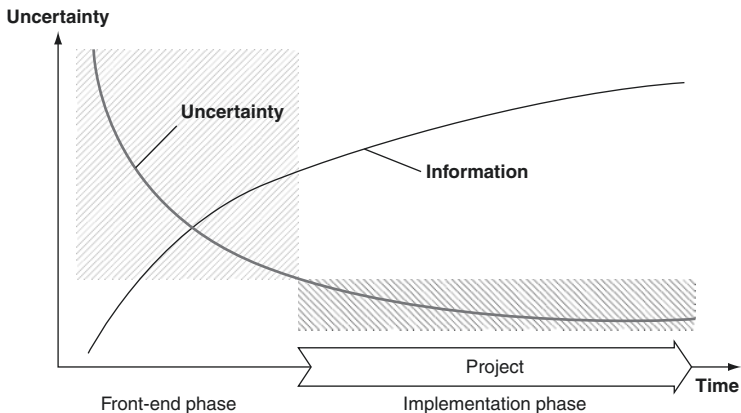 Uncertainty
Uncertainty
Information
Project
Time
Front-end phase
Implementation phase